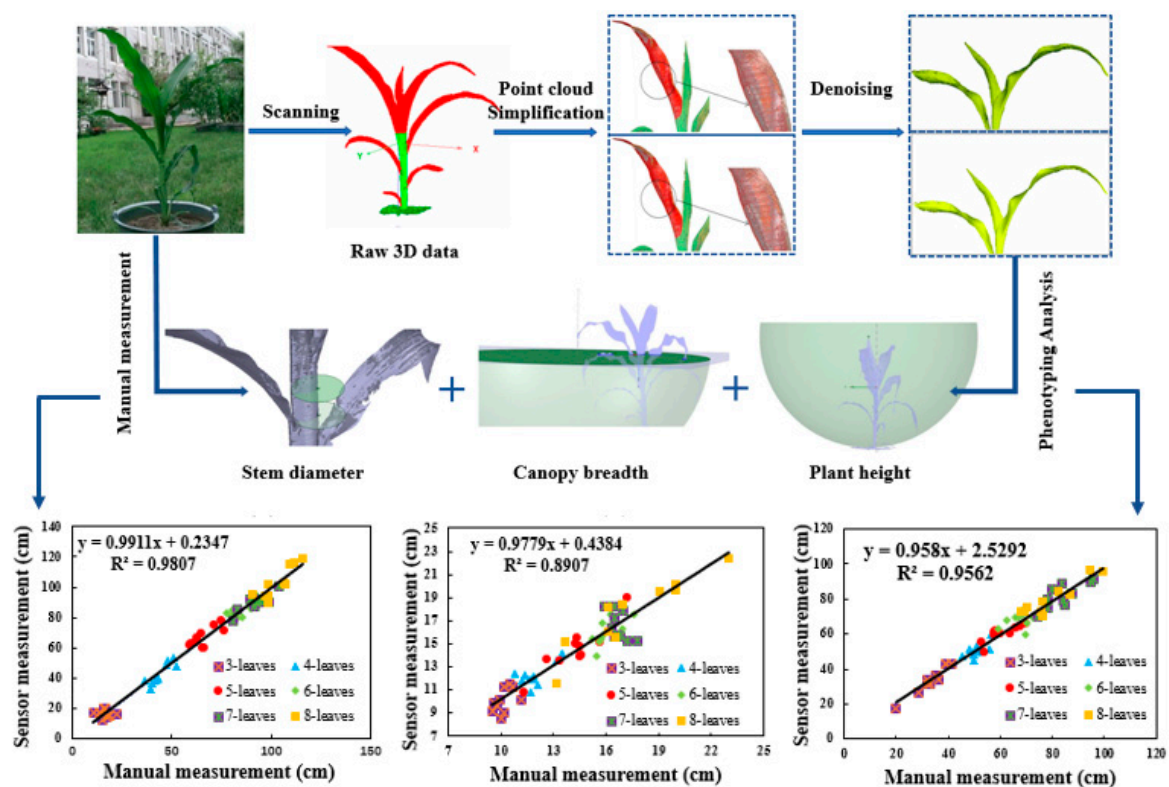 Scanning
Point cloud
Simplification
Denoising
Y
X
Raw 3D data
Manual measurement
Phenotyping Analysis
+
+
Stem diameter
Canopy breadth
Plant height
Sensor measurement (cm)
140
120
100
80
60
40
20
0
y = 0.9911x + 0.2347
R² = 0.9807
3-leaves
4-leaves
5-leaves
6-leaves
7-leaves
8-leaves
0
50
100
150
Manual measurement (cm)
Sensor measurement (cm)
25
23
21
19
17
15
13
11
9
7
y = 0.9779x + 0.4384
R² = 0.8907
3-leaves
4-leaves
5-leaves
6-leaves
7-leaves
8-leaves
7
10
13
16
19
22
25
Manual measurement (cm)
Sensor measurement (cm)
120
100
80
60
40
20
0
y = 0.958x + 2.5292
R² = 0.9562
3-leaves
4-leaves
5-leaves
6-leaves
7-leaves
8-leaves
0
20
40
60
80
100
120
Manual measurement (cm)